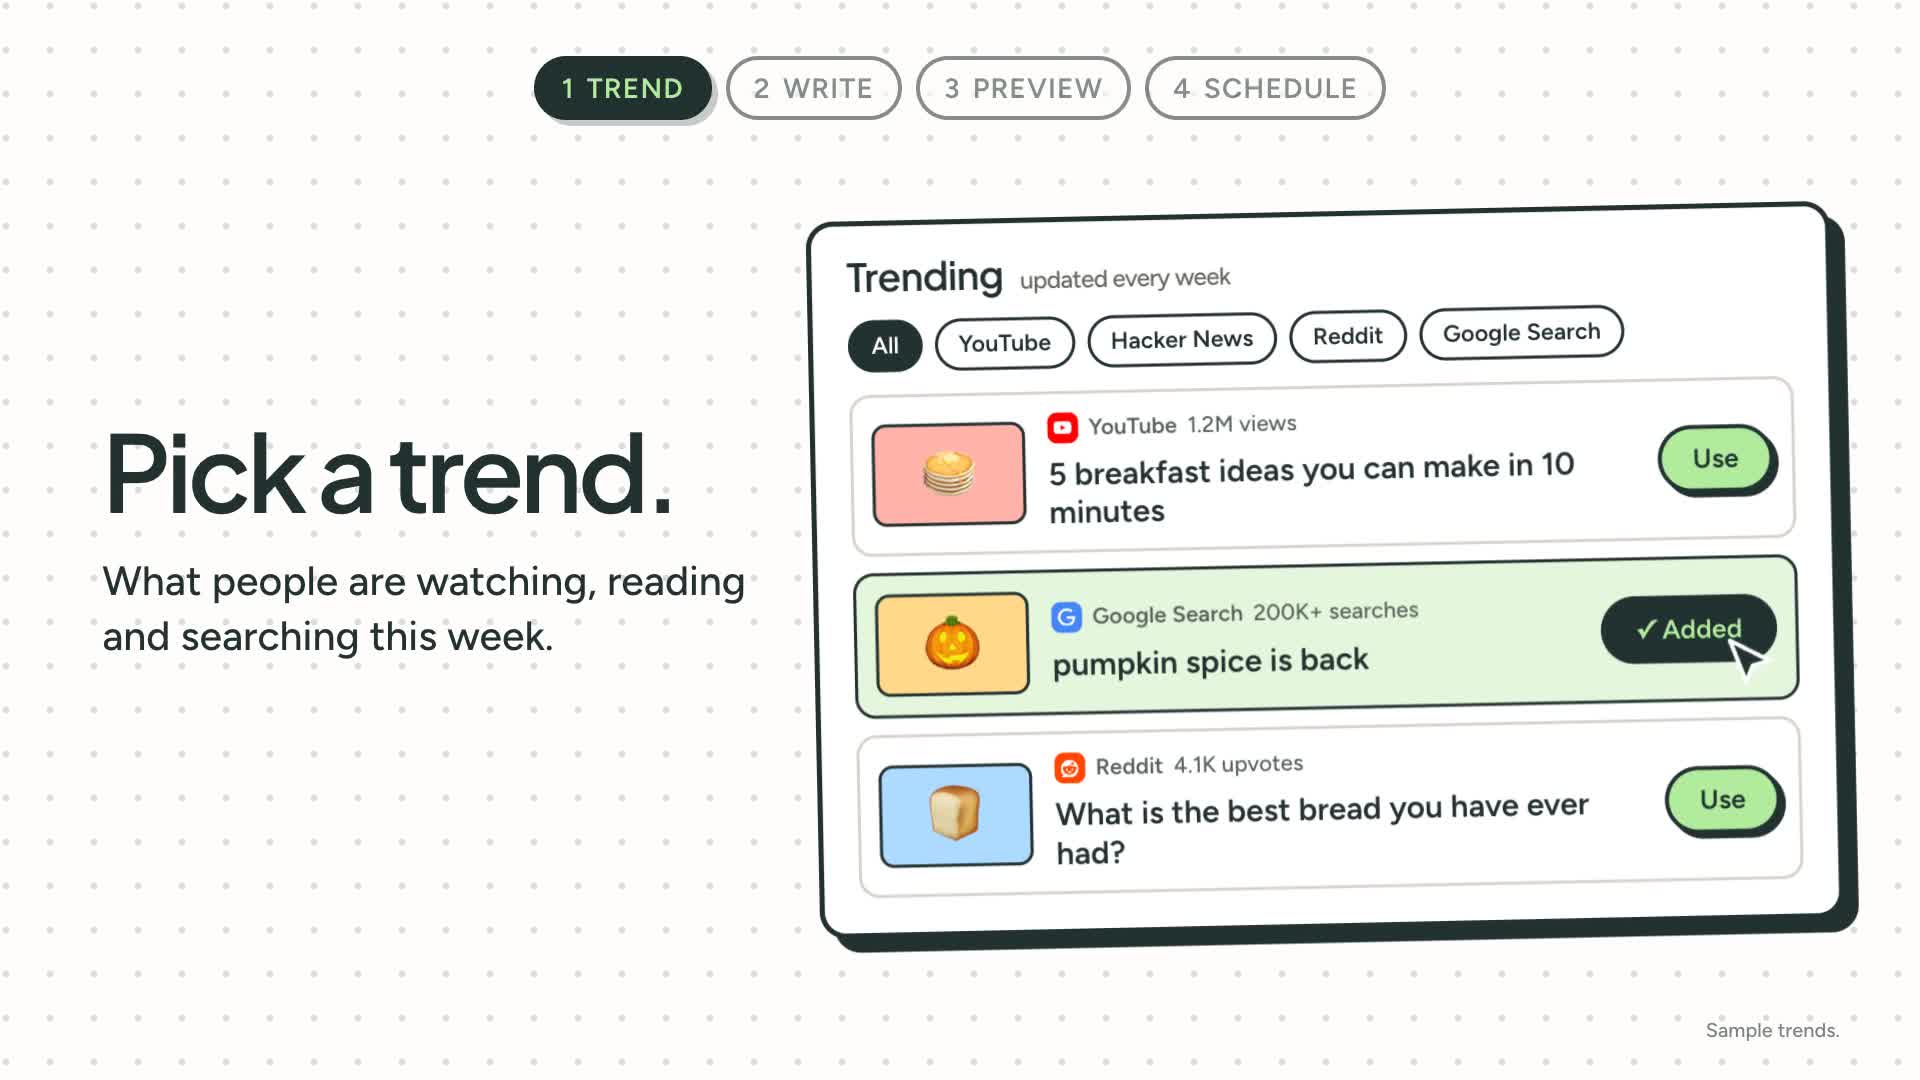 1 TREND
2 WRITE
3 PREVIEW
4 SCHEDULE
Pick a trend.
What people are watching, reading
and searching this week.
Trending updated every week
All
YouTube
Hacker News
Reddit
Google Search
YouTube 1.2M views
5 breakfast ideas you can make in 10
minutes
Use
G Google Search 200K+ searches
pumpkin spice is back
✓ Added
Reddit 4.1K upvotes
What is the best bread you have ever
had?
Use
Sample trends.